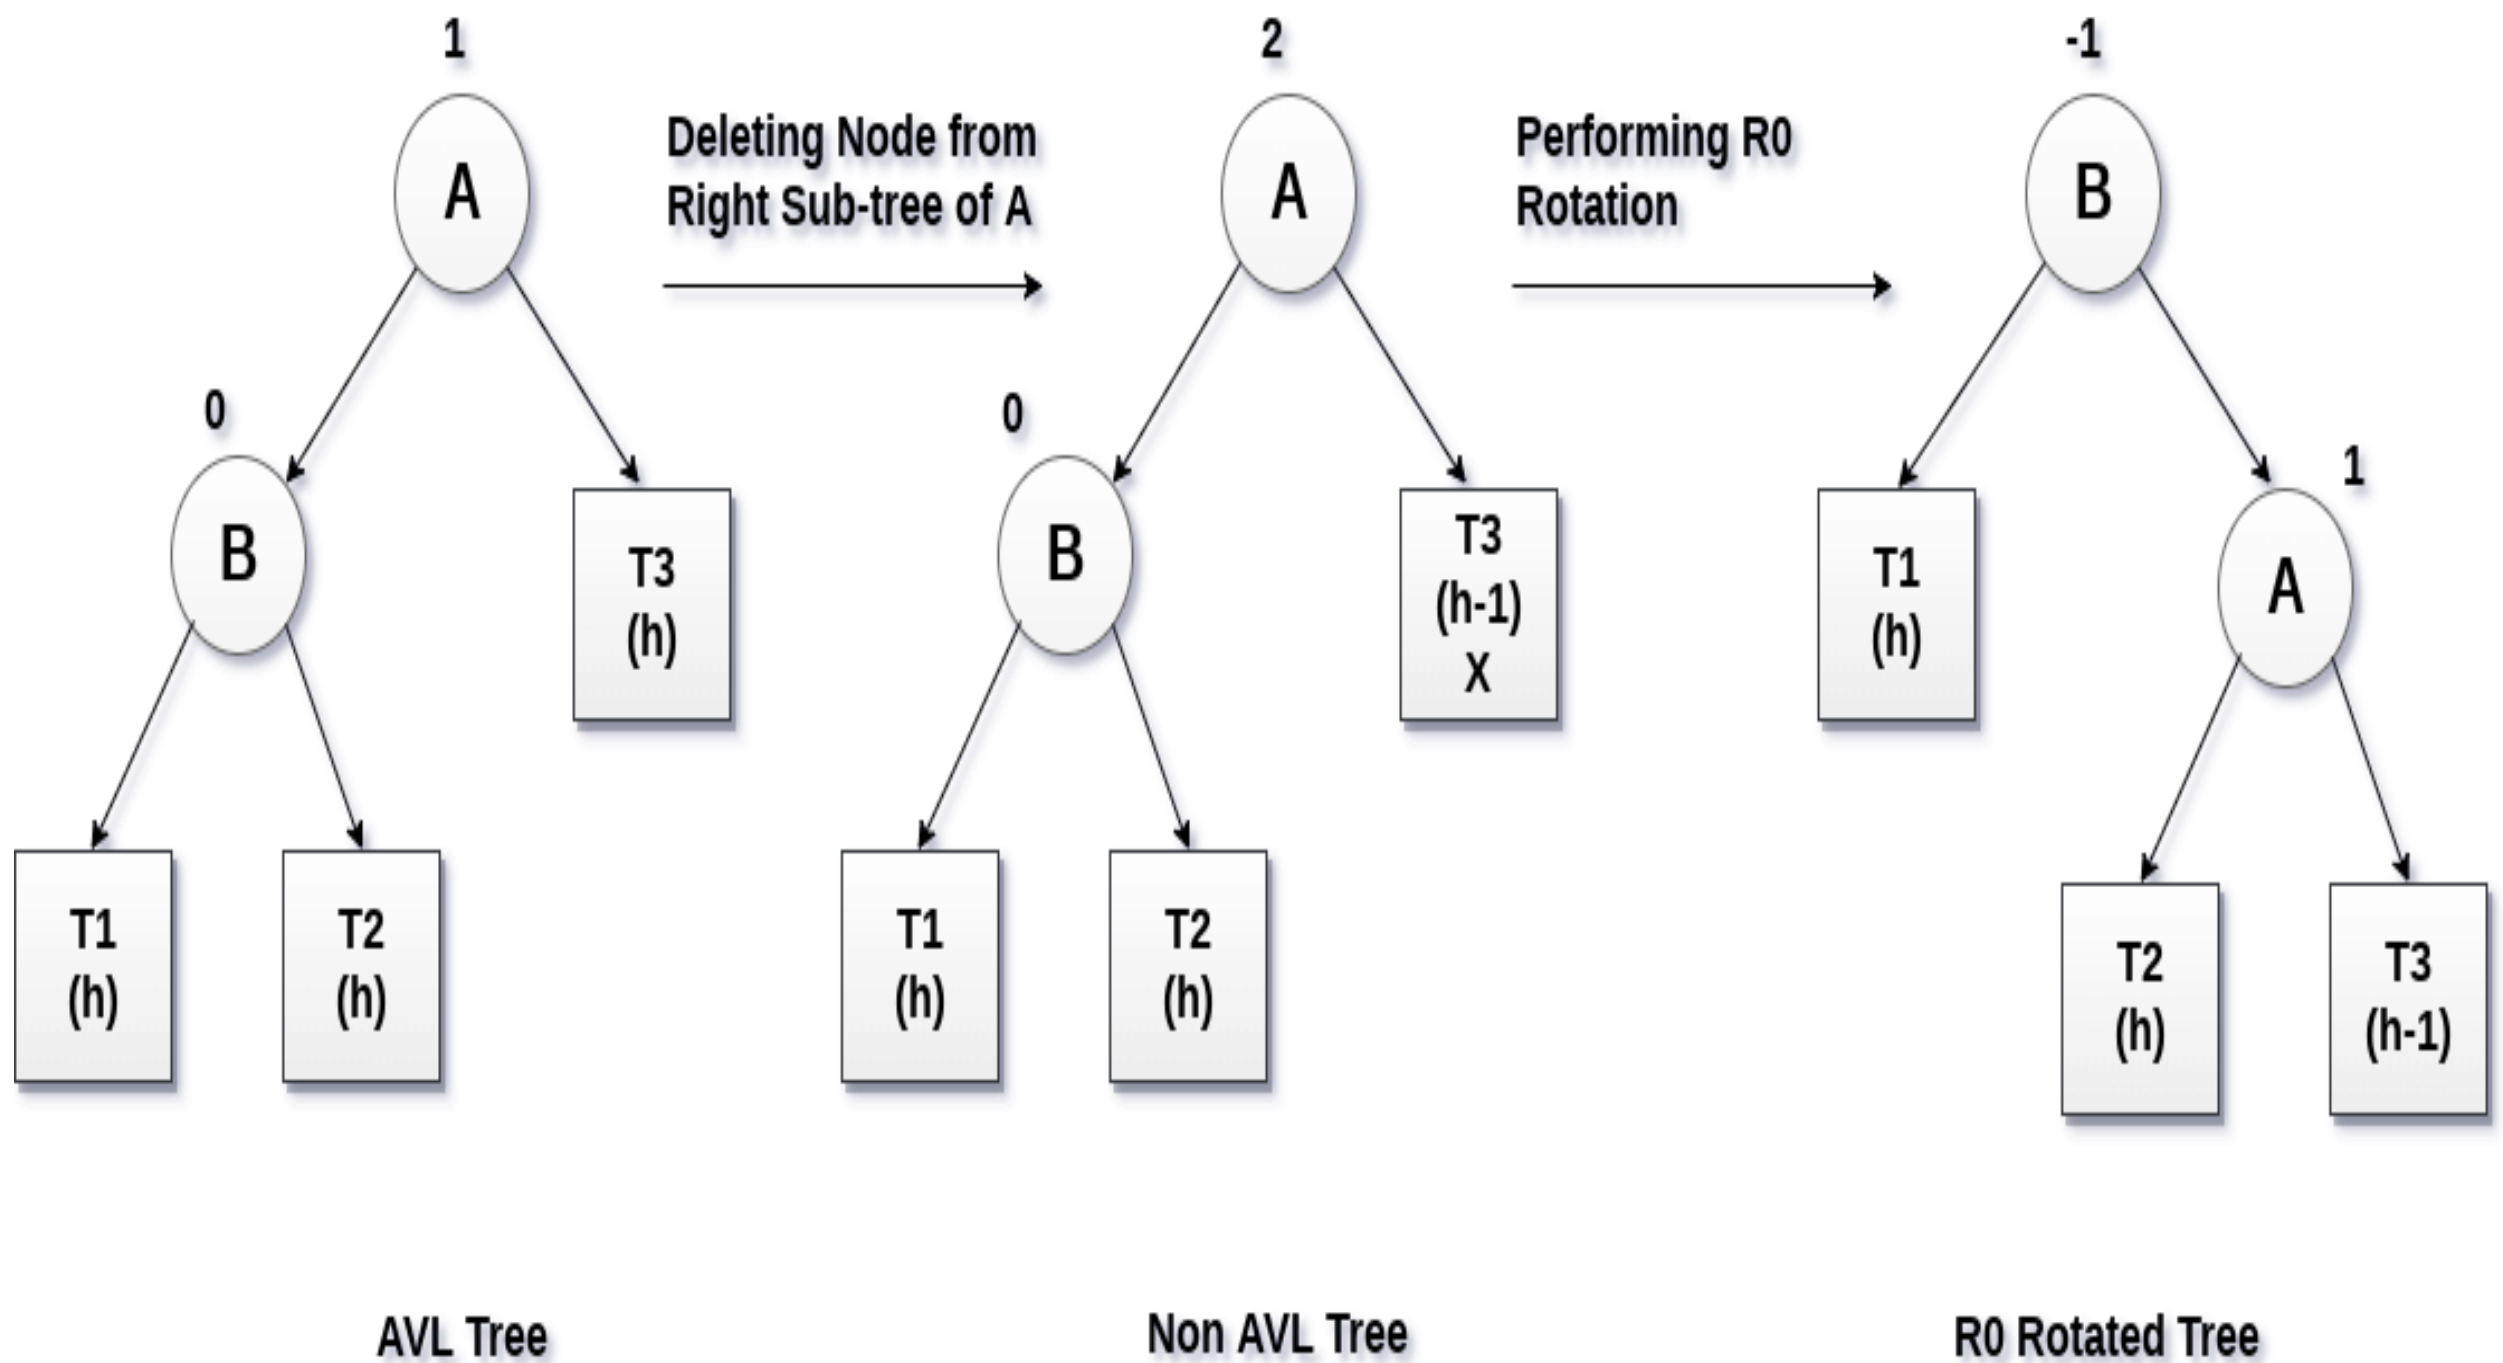 1
A
0
B
T3
(h)
T1
(h)
T2
(h)
AVL Tree
Deleting Node from
Right Sub-tree of A
2
A
0
B
T3
(h-1)
X
T1
(h)
T2
(h)
Non AVL Tree
Performing R0
Rotation
-1
B
T1
(h)
1
A
T2
(h)
T3
(h-1)
R0 Rotated Tree